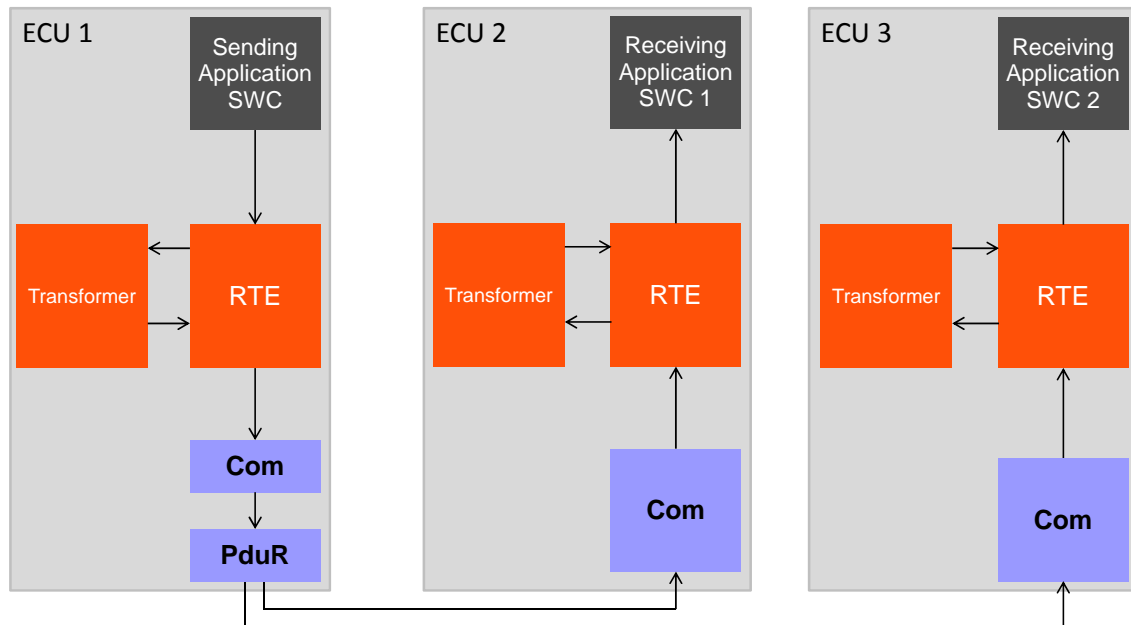 ECU 1
Sending
Application
SWC
Transformer
RTE
Com
PduR
ECU 2
Receiving
Application
SWC 1
Transformer
RTE
Com
ECU 3
Receiving
Application
SWC 2
Transformer
RTE
Com